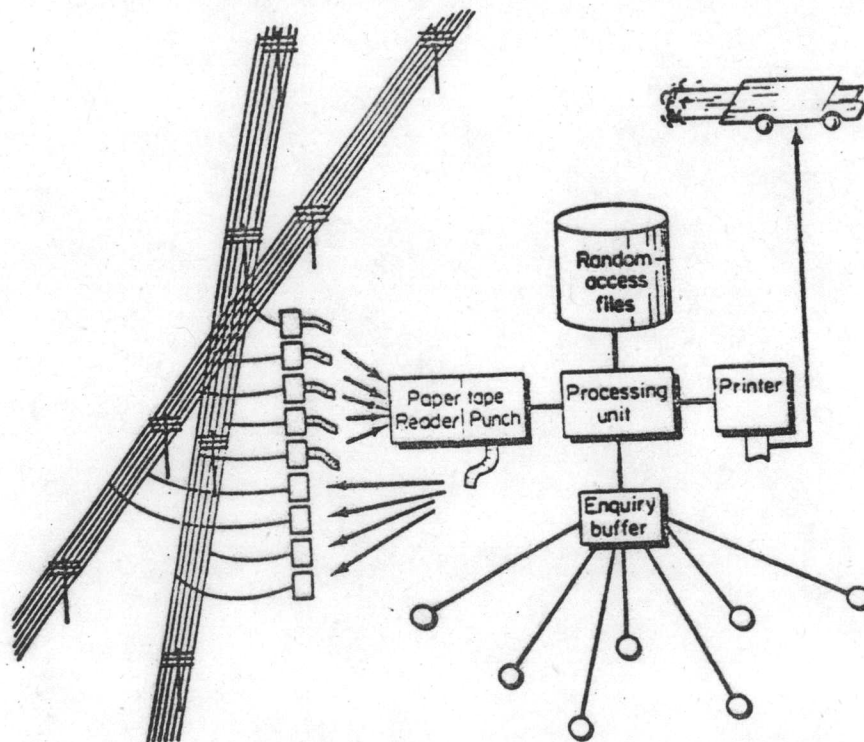 Random
access
files
Paper tape
Reader Punch
Processing
unit
Printer
Enquiry
buffer